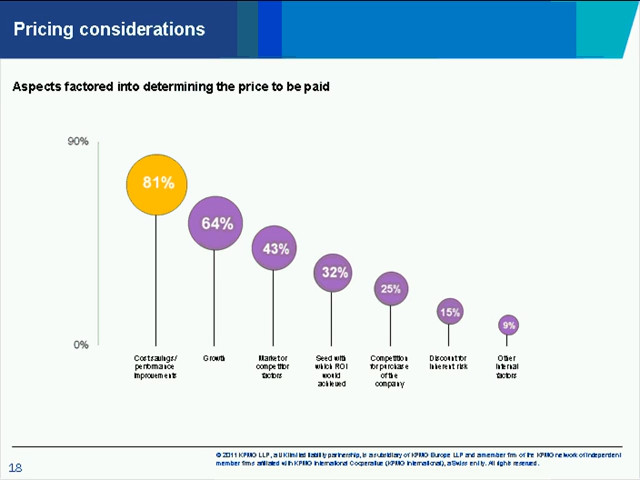 Pricing considerations
Aspects factored into determining the price to be paid
90%
81%
64%
43%
32%
25%
15%
9%
0%
Cost savings/
performance
improvements
Growth
Market or
competitor
factors
Seed with
which ROI
would
achieved
Competition
for purchase
of the
company
Discount for
inherent risk
Other
internal
factors
© 2011 KPMG LLP, a UK limited liability partnership, is a subsidiary of KPMG Europe LLP and a member firm of the KPMG network of independent
member firms affiliated with KPMG International Cooperative (KPMG International), a Swiss entity. All rights reserved.
18